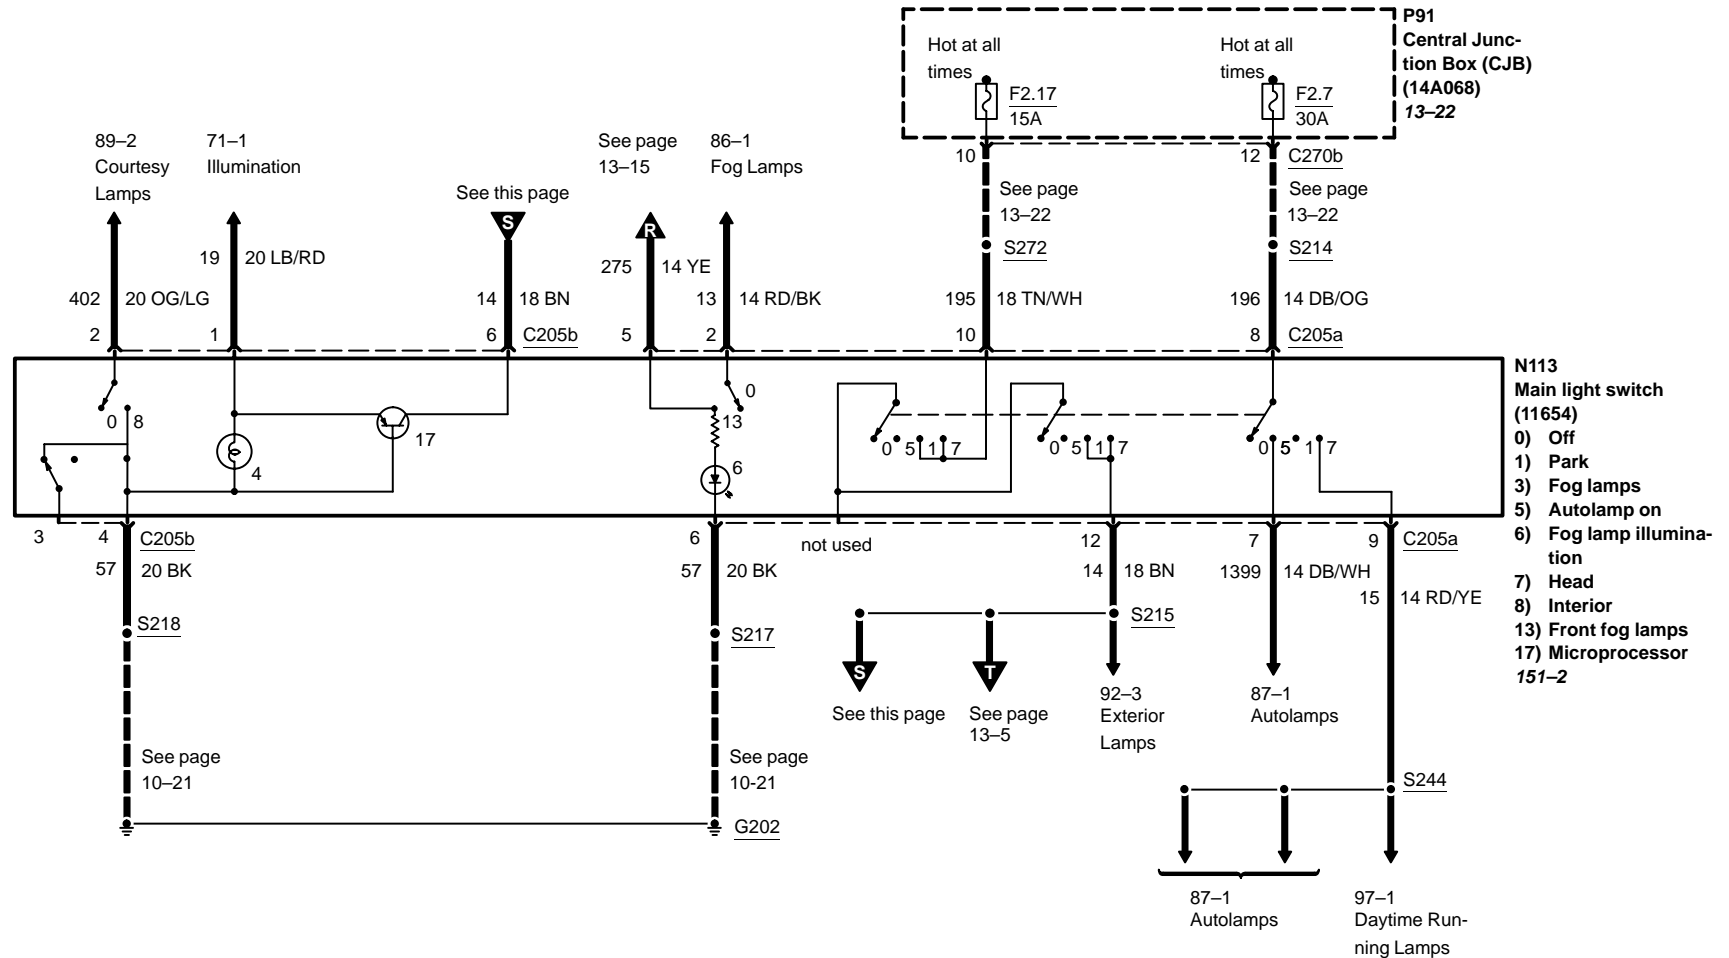 P91
Central Junc-
tion Box (CJB)
(14A068)
13–22
Hot at all
times
F2.17
15A
Hot at all
times
F2.7
30A
10
12
C270b
See page
13–22
See page
13–22
S272
S214
89–2
Courtesy
Lamps
71–1
Illumination
See this page
S
See page
13–15
R
86–1
Fog Lamps
19
20 LB/RD
275
14 YE
402
20 OG/LG
14
18 BN
13
14 RD/BK
195
18 TN/WH
196
14 DB/OG
2
1
6
C205b
5
2
10
8
C205a
N113
Main light switch
(11654)
0) Off
1) Park
3) Fog lamps
5) Autolamp on
6) Fog lamp illumina-
tion
7) Head
8) Interior
13) Front fog lamps
17) Microprocessor
151–2
0
8
4
17
0
13
6
0 5 1 7
0 5 1 7
0 5 1 7
3
4
C205b
6
not used
12
7
9
C205a
57
20 BK
57
20 BK
14
18 BN
1399
14 DB/WH
15
14 RD/YE
S218
S217
S215
S
T
See this page
See page
13–5
92–3
Exterior
Lamps
87–1
Autolamps
See page
10–21
See page
10-21
G202
S244
87–1
Autolamps
97–1
Daytime Run-
ning Lamps